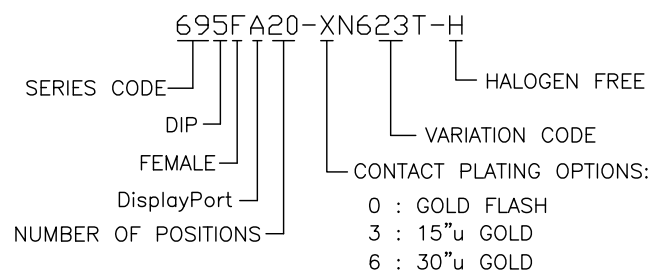 695FA20-XN623T-H
SERIES CODE
HALOGEN FREE
DIP
VARIATION CODE
FEMALE
CONTACT PLATING OPTIONS:
DisplayPort
0 : GOLD FLASH
NUMBER OF POSITIONS
3 : 15”u GOLD
6 : 30”u GOLD